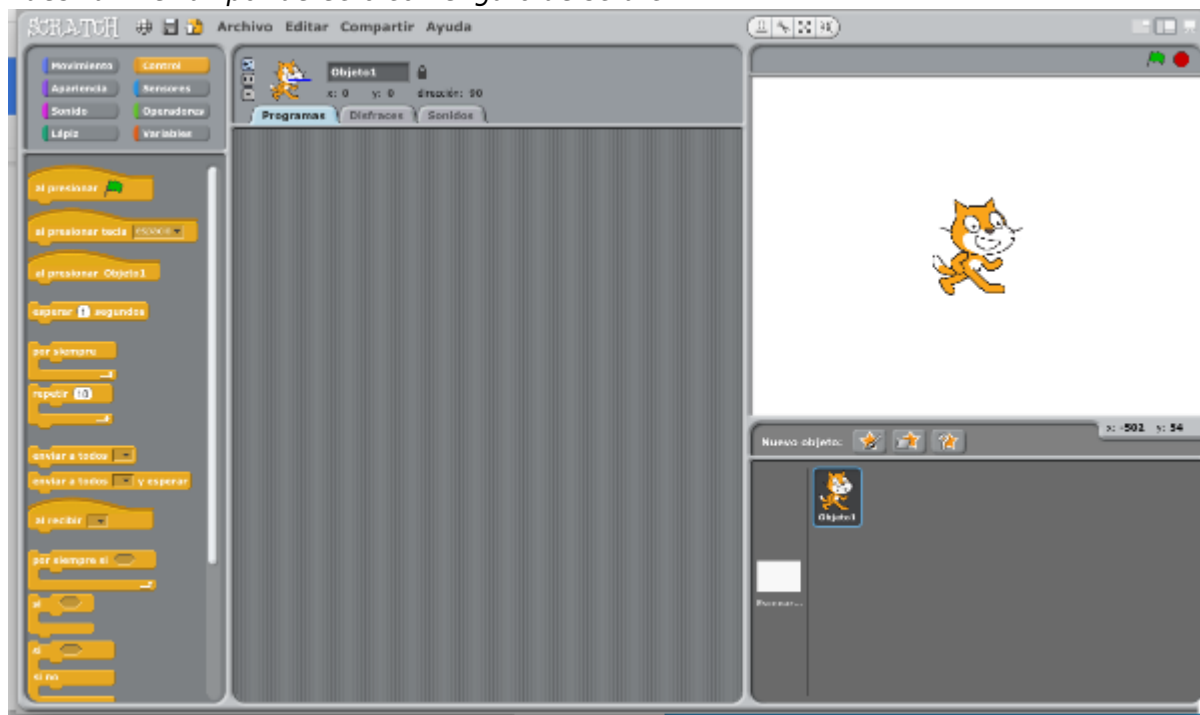 SCRATCH Archivo Editar Compartir Ayuda
Movimiento Control
Apariencia Sensores
Sonido Operadores
Lápiz Variables
Objeto1
x: 0 y: 0 dirección: 90
Programas Disfraces Sonidos
al presionar
al presionar tecla espacio
al presionar Objeto1
esperar 1 segundos
por siempre
repetir 10
enviar a todos
enviar a todos y esperar
al recibir
por siempre si
si
si
si no
x: -502 y: 54
Nuevo objeto:
Objeto1